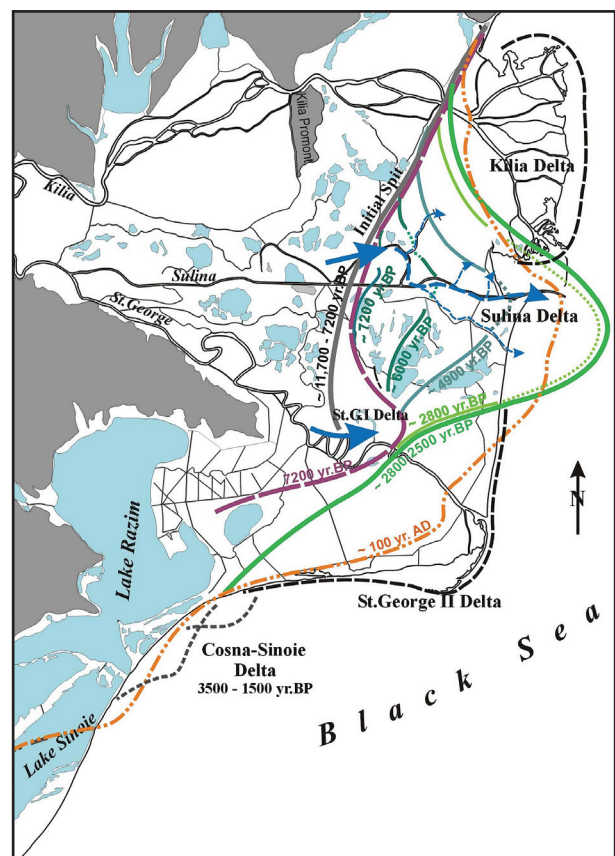 Kilia Promont
Kilia Delta
Kilia
Initial Spit
Sulina
St.George
~ 11,700 - 7200 yr.BP
~ 7200 yr.BP
~ 6000 yr.BP
~ 4900 yr.BP
Sulina Delta
St.GI Delta
~ 2800 yr.BP
~ 2800/2500 yr.BP
7200 yr.BP
N
~ 100 yr. AD
Lake Razim
St.George II Delta
Cosna-Sinoie
Delta
3500 - 1500 yr.BP
Black Sea
Lake Sinoie